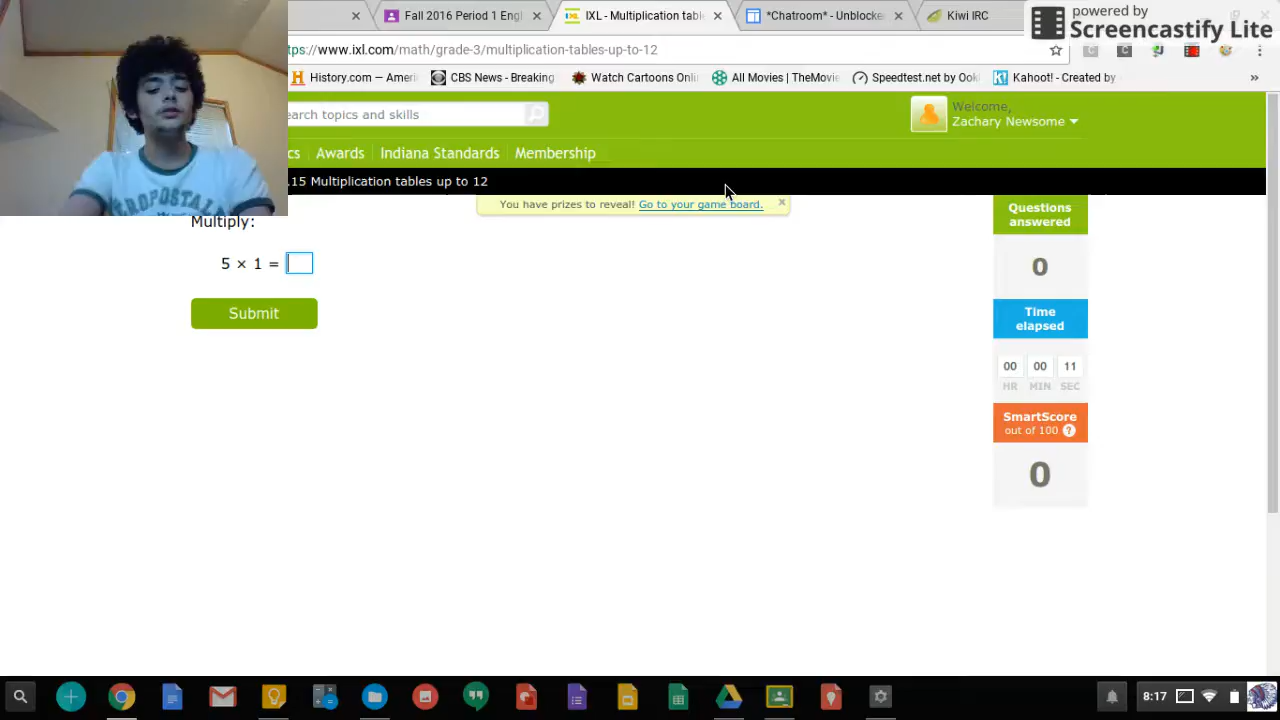 powered by
Screencastify Lite
Fall 2016 Period 1 Engl
IXL - Multiplication tabl
*Chatroom* - Unblocke
Kiwi IRC
tps://www.ixl.com/math/grade-3/multiplication-tables-up-to-12
History.com — Ameri
CBS News - Breaking
Watch Cartoons Onli
All Movies | TheMovie
Speedtest.net by Ookl
Kahoot! - Created by
»
earch topics and skills
Welcome,
Zachary Newsome
cs
Awards
Indiana Standards
Membership
.15 Multiplication tables up to 12
You have prizes to reveal! Go to your game board.
Multiply:
5 × 1 =
Submit
Questions
answered
0
Time
elapsed
00 00 11
HR MIN SEC
SmartScore
out of 100 ?
0
AEROPOSTALE
8:17